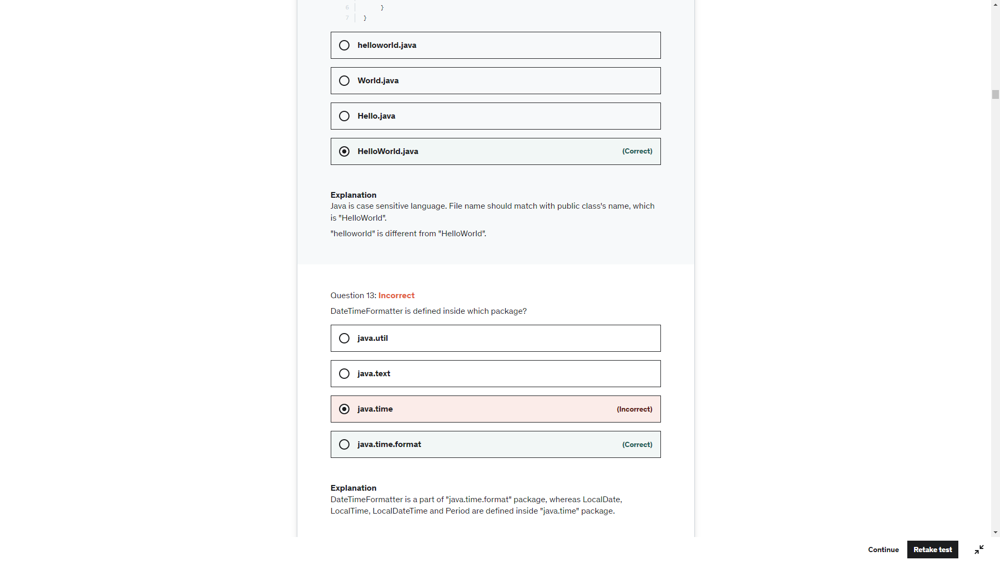 6 }
7 }
helloworld.java
World.java
Hello.java
HelloWorld.java (Correct)
Explanation
Java is case sensitive language. File name should match with public class's name, which
is "HelloWorld".
"helloworld" is different from "HelloWorld".
Question 13: Incorrect
DateTimeFormatter is defined inside which package?
java.util
java.text
java.time (Incorrect)
java.time.format (Correct)
Explanation
DateTimeFormatter is a part of "java.time.format" package, whereas LocalDate,
LocalTime, LocalDateTime and Period are defined inside "java.time" package.
Continue Retake test